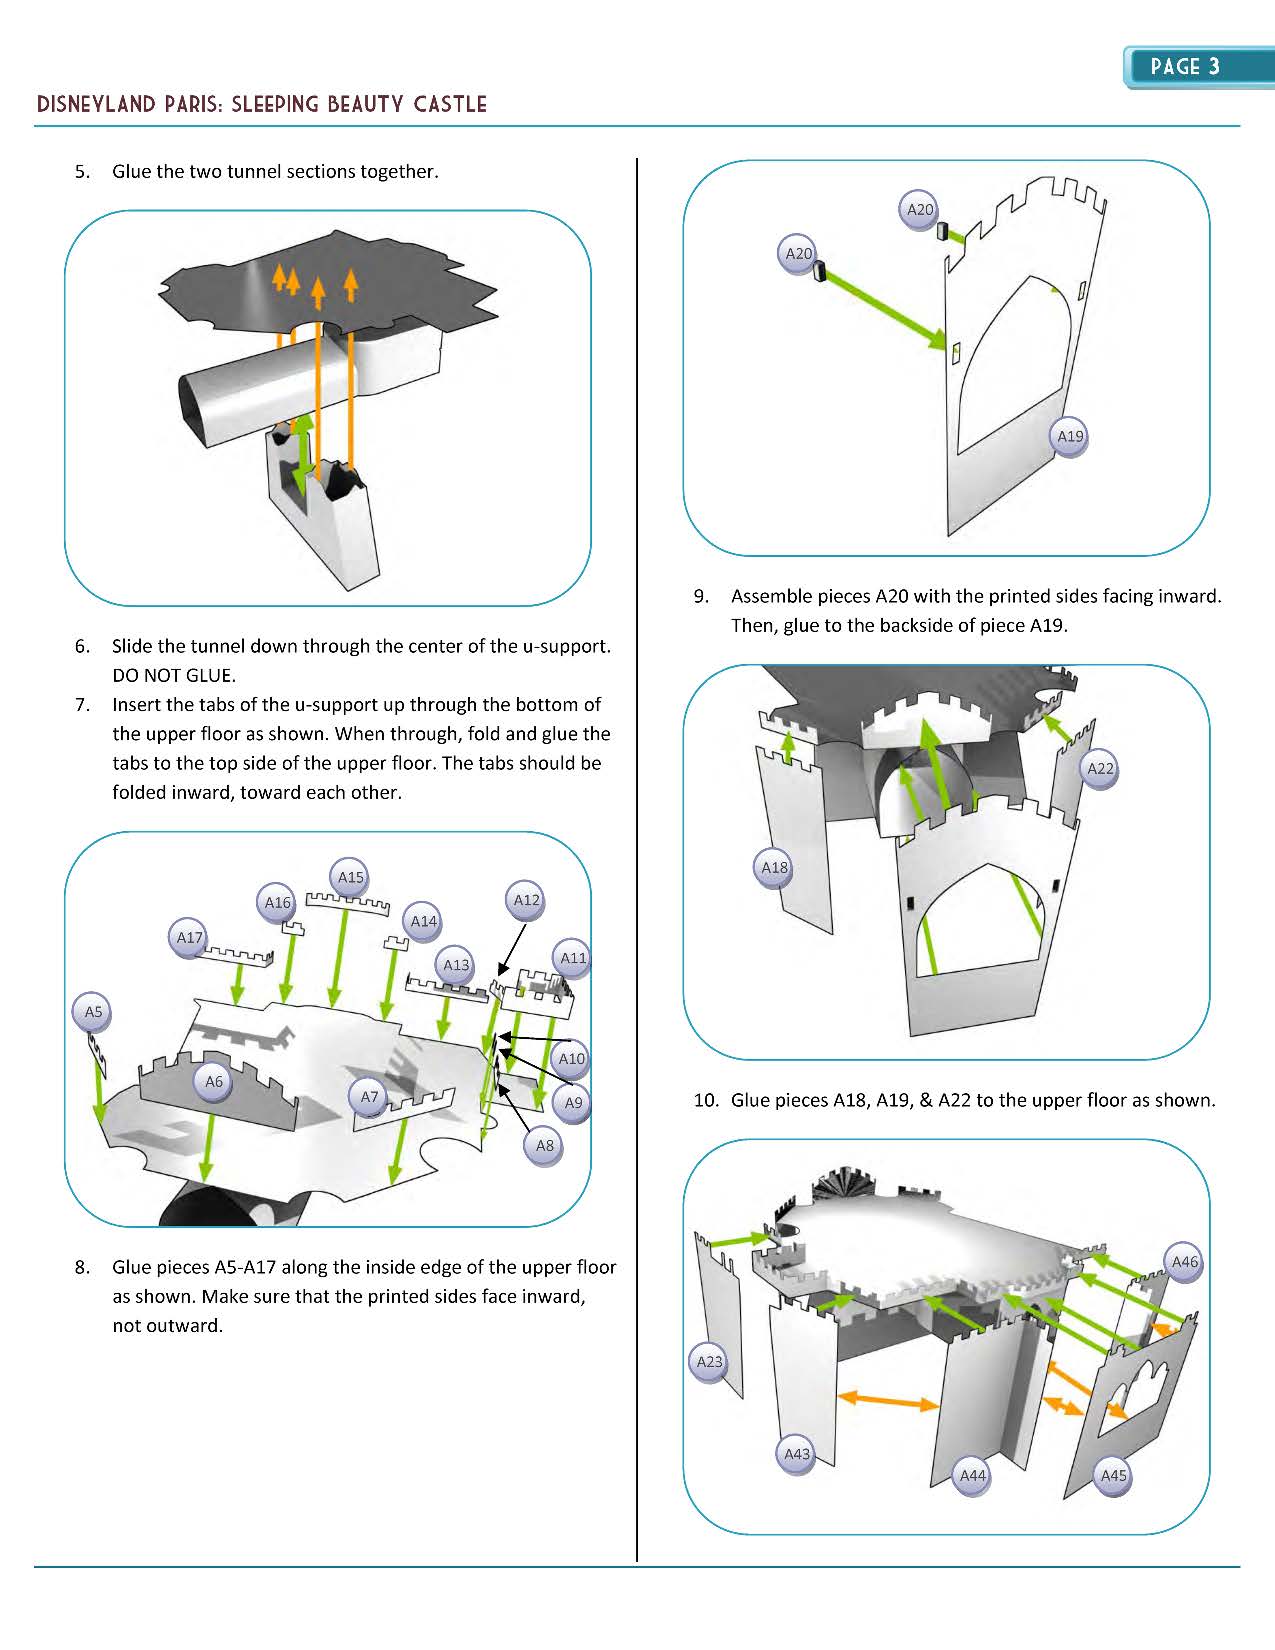 PAGE 3
DISNEYLAND PARIS: SLEEPING BEAUTY CASTLE
5. Glue the two tunnel sections together.
6. Slide the tunnel down through the center of the u-support.
DO NOT GLUE.
7. Insert the tabs of the u-support up through the bottom of
the upper floor as shown. When through, fold and glue the
tabs to the top side of the upper floor. The tabs should be
folded inward, toward each other.
A15
A16
A12
A14
A17
A11
A13
A5
A10
A6
A7
A9
A8
8. Glue pieces A5-A17 along the inside edge of the upper floor
as shown. Make sure that the printed sides face inward,
not outward.
A20
A20
A19
9. Assemble pieces A20 with the printed sides facing inward.
Then, glue to the backside of piece A19.
A22
A18
10. Glue pieces A18, A19, & A22 to the upper floor as shown.
A46
A23
A43
A44
A45